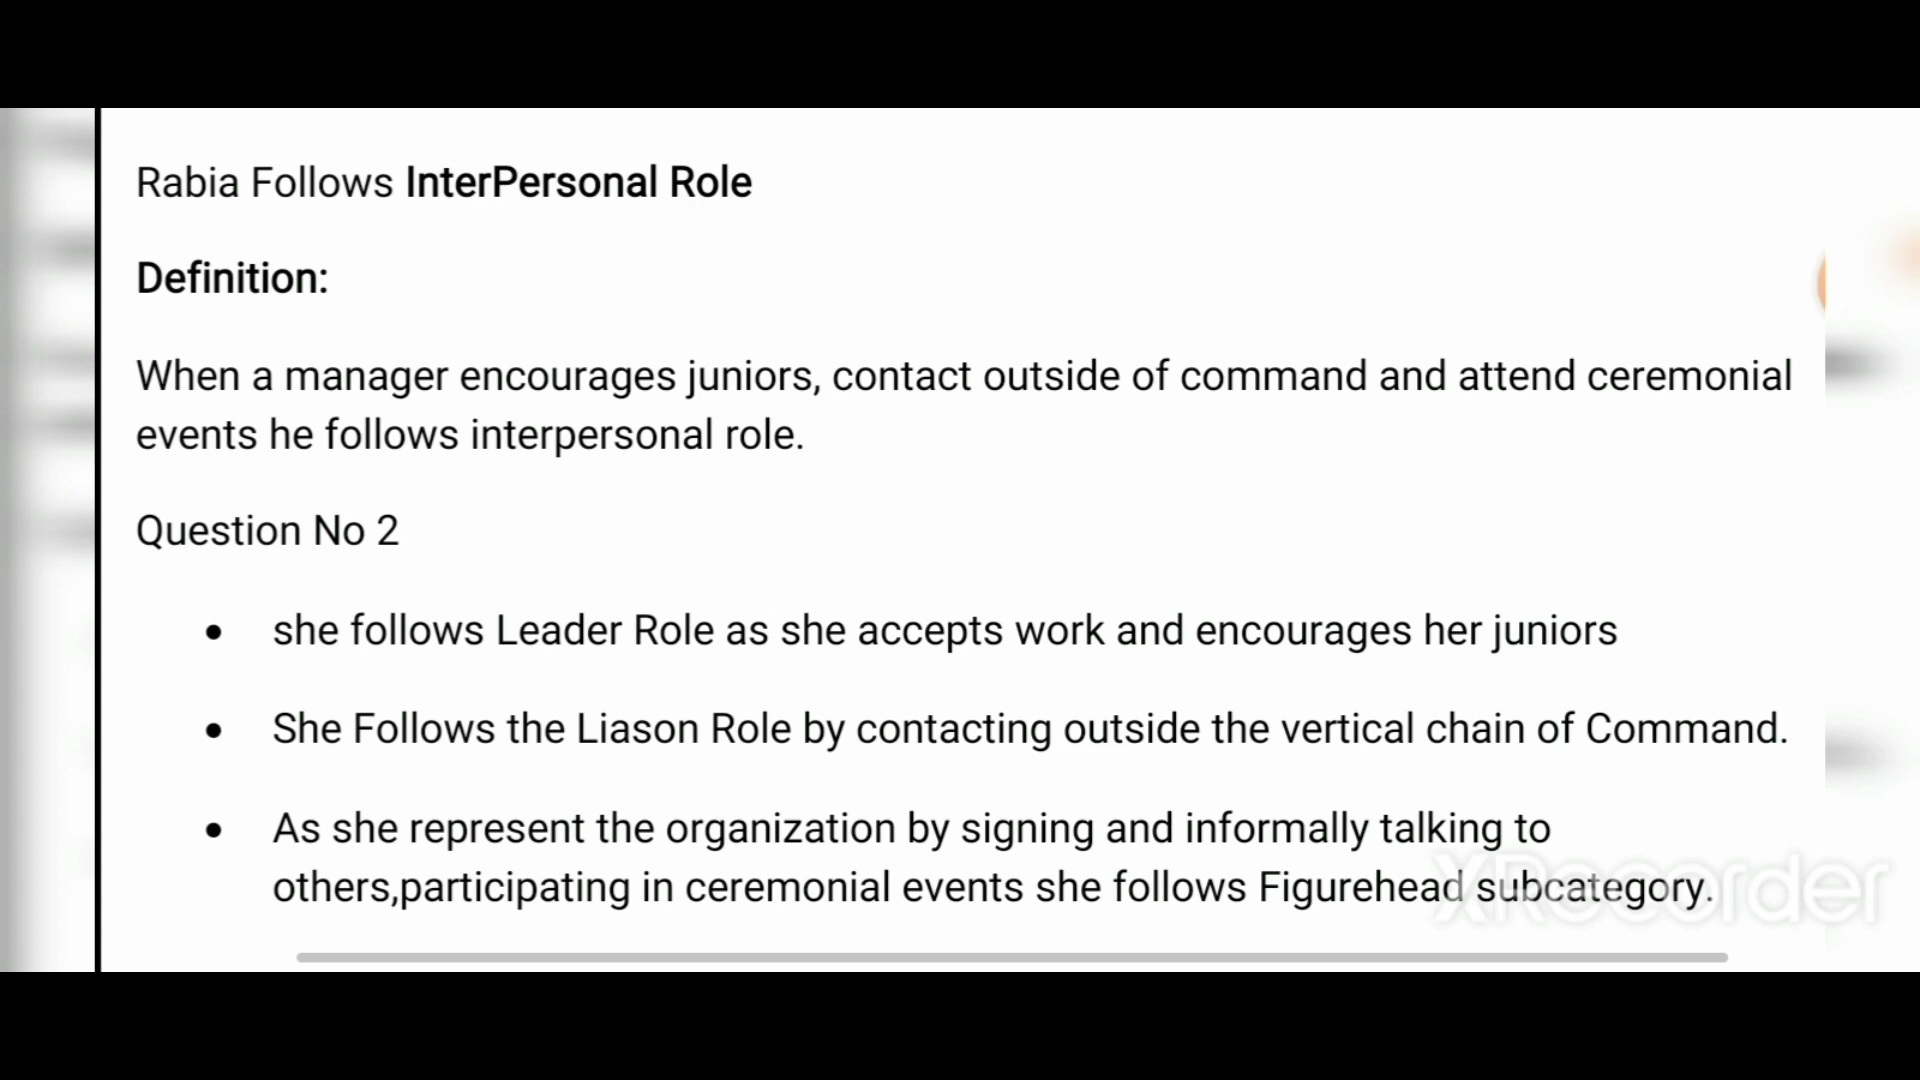 Rabia Follows InterPersonal Role
Definition:
When a manager encourages juniors, contact outside of command and attend ceremonial
events he follows interpersonal role.
Question No 2
• she follows Leader Role as she accepts work and encourages her juniors
• She Follows the Liason Role by contacting outside the vertical chain of Command.
• As she represent the organization by signing and informally talking to
others,participating in ceremonial events she follows Figurehead subcategory.
XRecorder